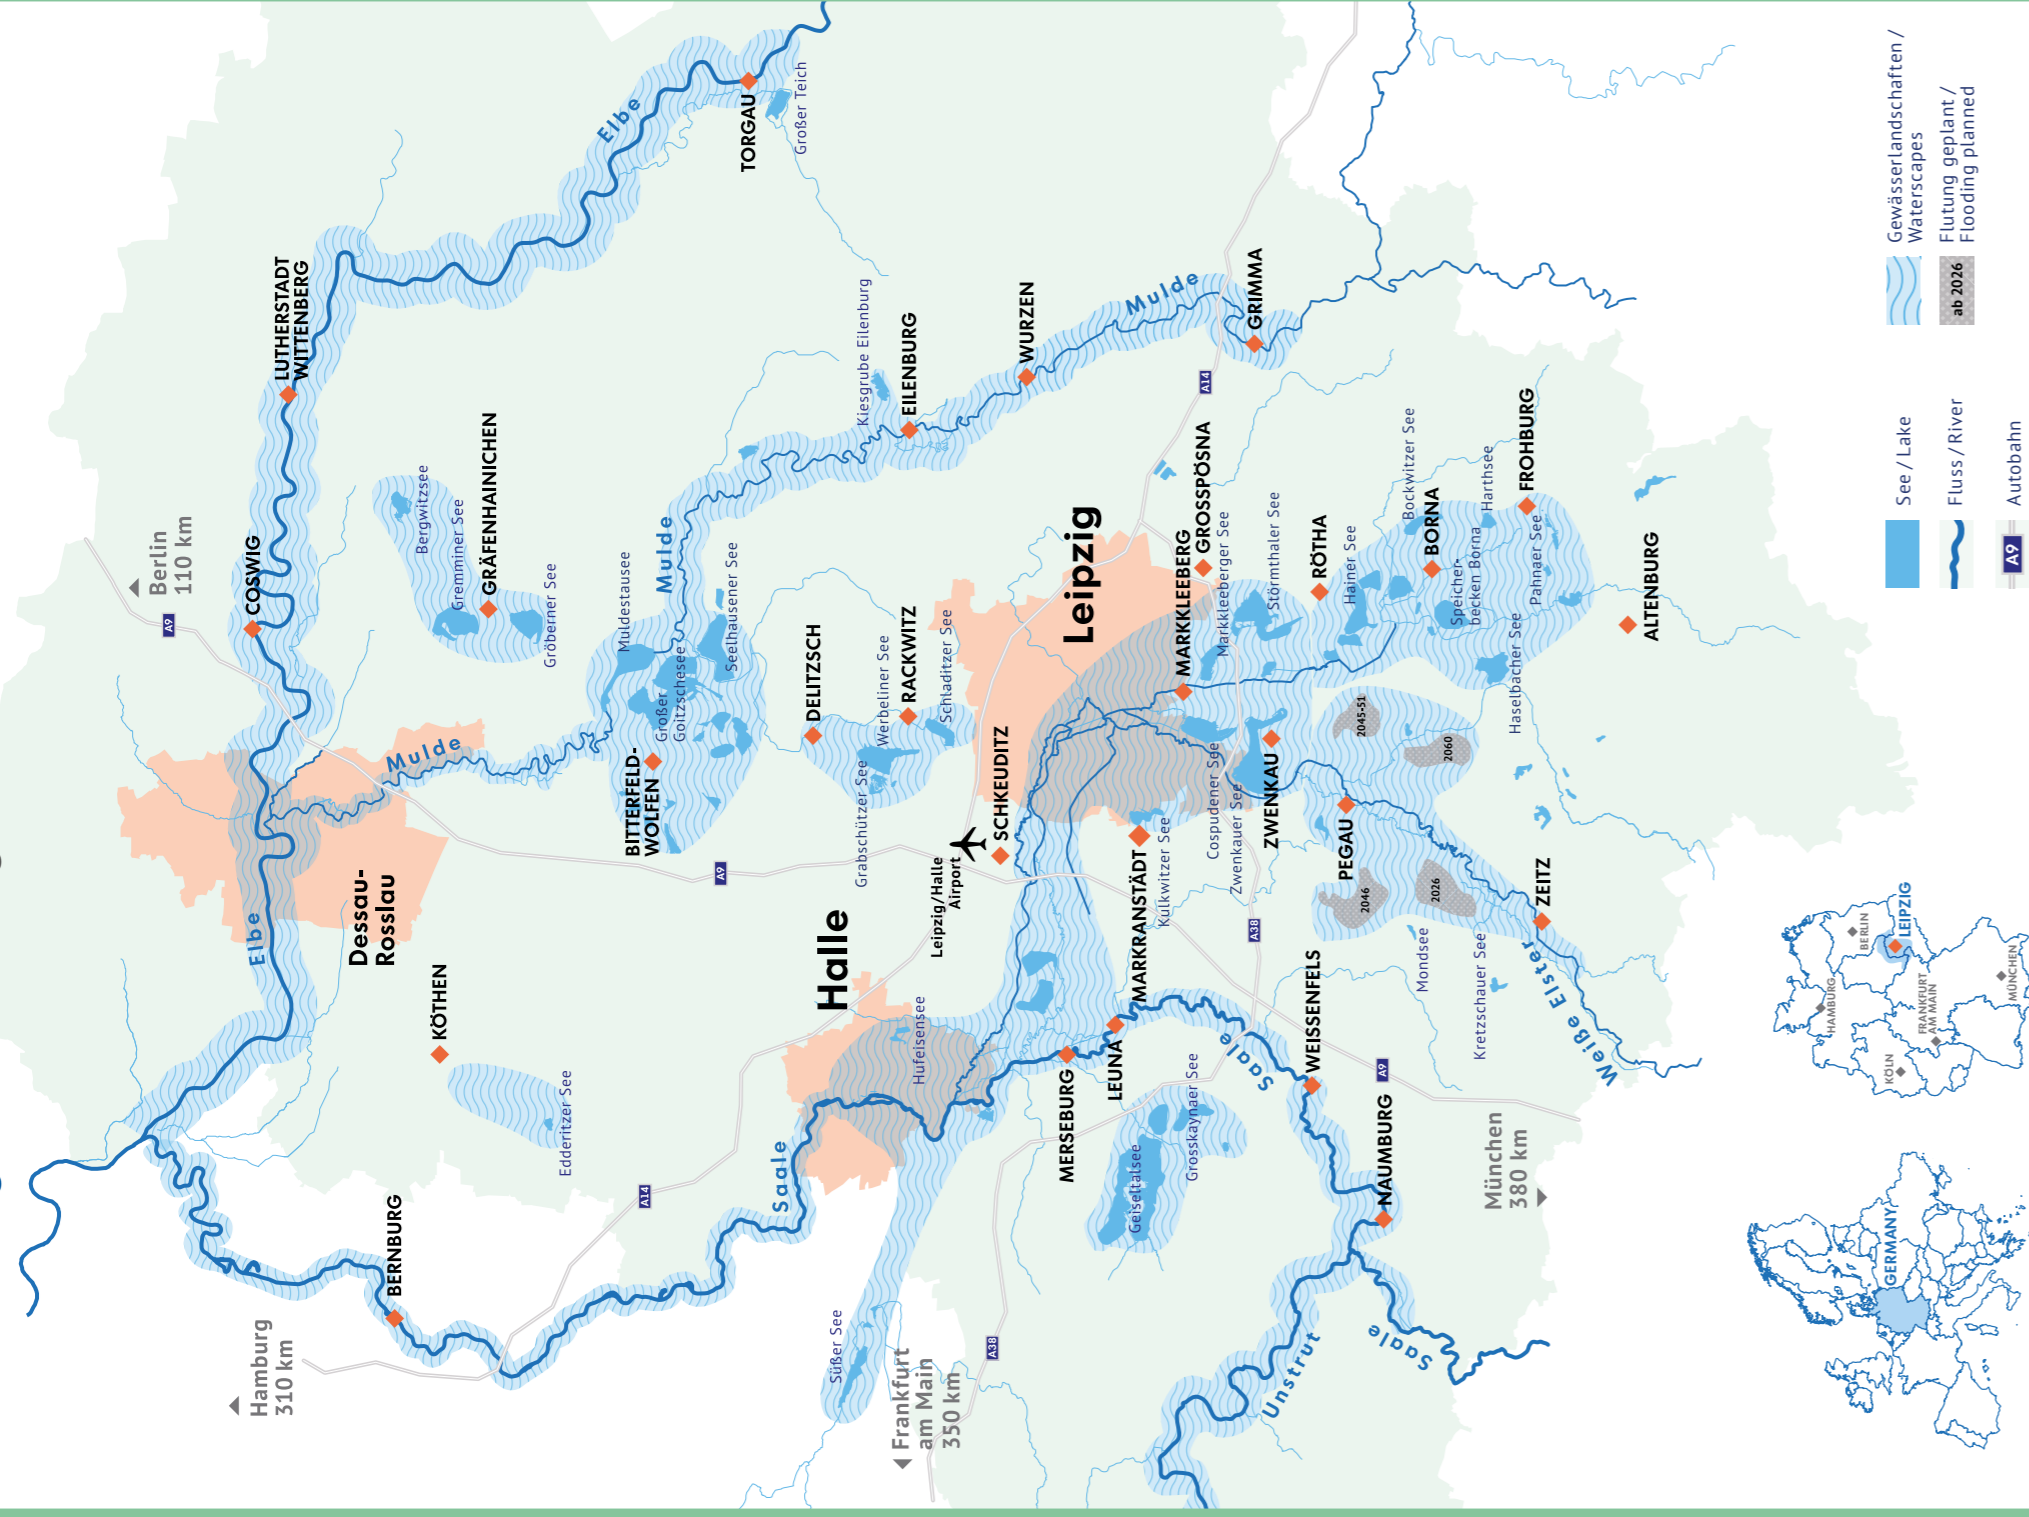 Berlin
110 km
Hamburg
310 km
Frankfurt
am Main
350 km
München
380 km
A9
A9
A9
A14
A14
A38
A38
Elbe
Elbe
Mulde
Mulde
Mulde
Saale
Saale
Saale
Unstrut
Weiße Elster
LUTHERSTADT
WITTENBERG
COSWIG
TORGAU
Großer Teich
Dessau-
Rosslau
KÖTHEN
BERNBURG
Edderitzer See
Bergwitzsee
Gremminer See
GRÄFENHAINICHEN
Gröberner See
Muldestausee
Großer
Goitzschesee
Seelhausener See
BITTERFELD-
WOLFEN
DELITZSCH
Werbeliner See
RACKWITZ
Schladitzer See
Grabschützer See
Kiesgrube Eilenburg
EILENBURG
WURZEN
GRIMMA
Halle
Hufeisensee
Süßer See
Leipzig/Halle
Airport
SCHKEUDITZ
Leipzig
MARKKLEEBERG
GROSSPÖSNA
Markkleeberger See
Störmthaler See
RÖTHA
Hainer See
Bockwitzer See
BORNA
Speicher-
becken Borna
Harthsee
FROHBURG
Pahnaer See
Haselbacher See
ALTENBURG
MARKRANSTÄDT
Kulkwitzer See
Cospudener See
Zwenkauer See
ZWENKAU
PEGAU
2045-51
2060
2046
2026
ZEITZ
Mondsee
Kretzschauer See
MERSEBURG
LEUNA
Geiseltalsee
Grosskaynaer See
WEISSENFELS
NAUMBURG
See / Lake
Fluss / River
A9
Autobahn
Gewässerlandschaften /
Waterscapes
ab 2026
Flutung geplant /
Flooding planned
GERMANY
HAMBURG
BERLIN
LEIPZIG
KÖLN
FRANKFURT
AM MAIN
MÜNCHEN